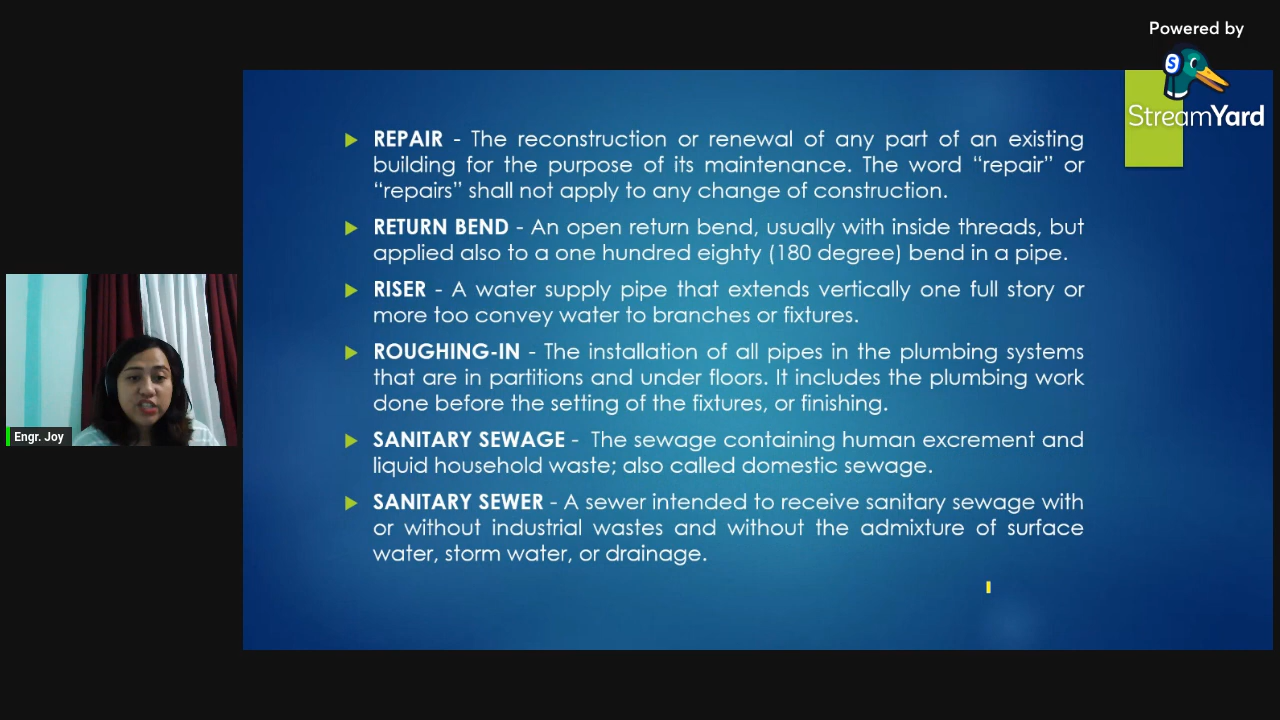 Powered by
StreamYard
REPAIR - The reconstruction or renewal of any part of an existing
building for the purpose of its maintenance. The word “repair” or
“repairs” shall not apply to any change of construction.
RETURN BEND - An open return bend, usually with inside threads, but
applied also to a one hundred eighty (180 degree) bend in a pipe.
RISER - A water supply pipe that extends vertically one full story or
more too convey water to branches or fixtures.
ROUGHING-IN - The installation of all pipes in the plumbing systems
that are in partitions and under floors. It includes the plumbing work
done before the setting of the fixtures, or finishing.
SANITARY SEWAGE - The sewage containing human excrement and
liquid household waste; also called domestic sewage.
SANITARY SEWER - A sewer intended to receive sanitary sewage with
or without industrial wastes and without the admixture of surface
water, storm water, or drainage.
Engr. Joy